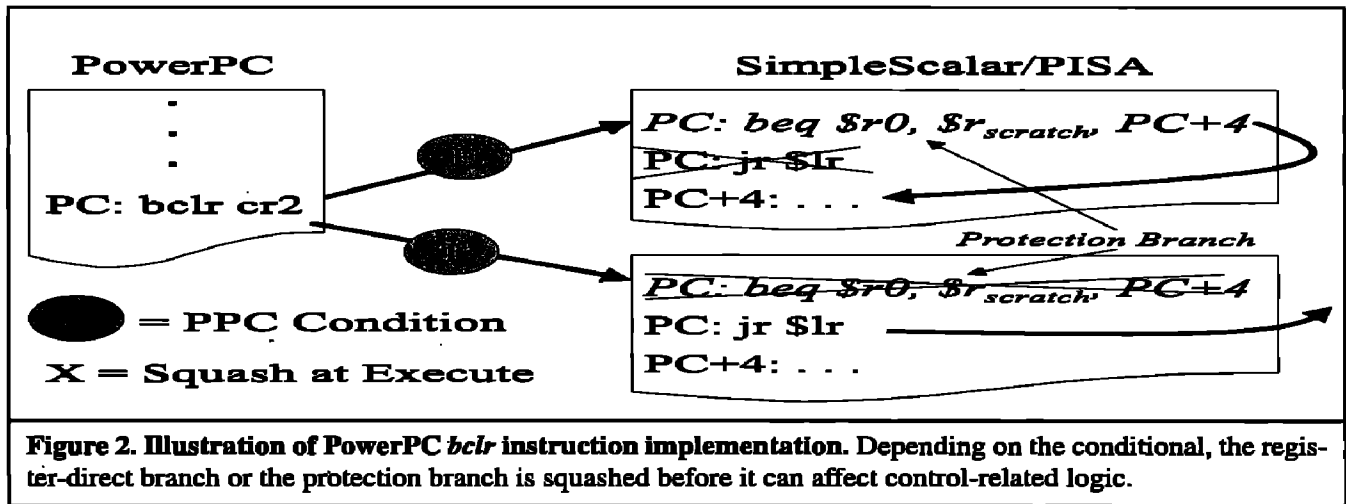 PowerPC
SimpleScalar/PISA
.
.
.
PC: bclr cr2
PC: beq $r0, $r_scratch, PC+4
PC: jr $lr
PC+4: . . .
Protection Branch
PC: beq $r0, $r_scratch, PC+4
PC: jr $lr
PC+4: . . .
= PPC Condition
X = Squash at Execute
Figure 2. Illustration of PowerPC bclr instruction implementation. Depending on the conditional, the regis-
ter-direct branch or the protection branch is squashed before it can affect control-related logic.